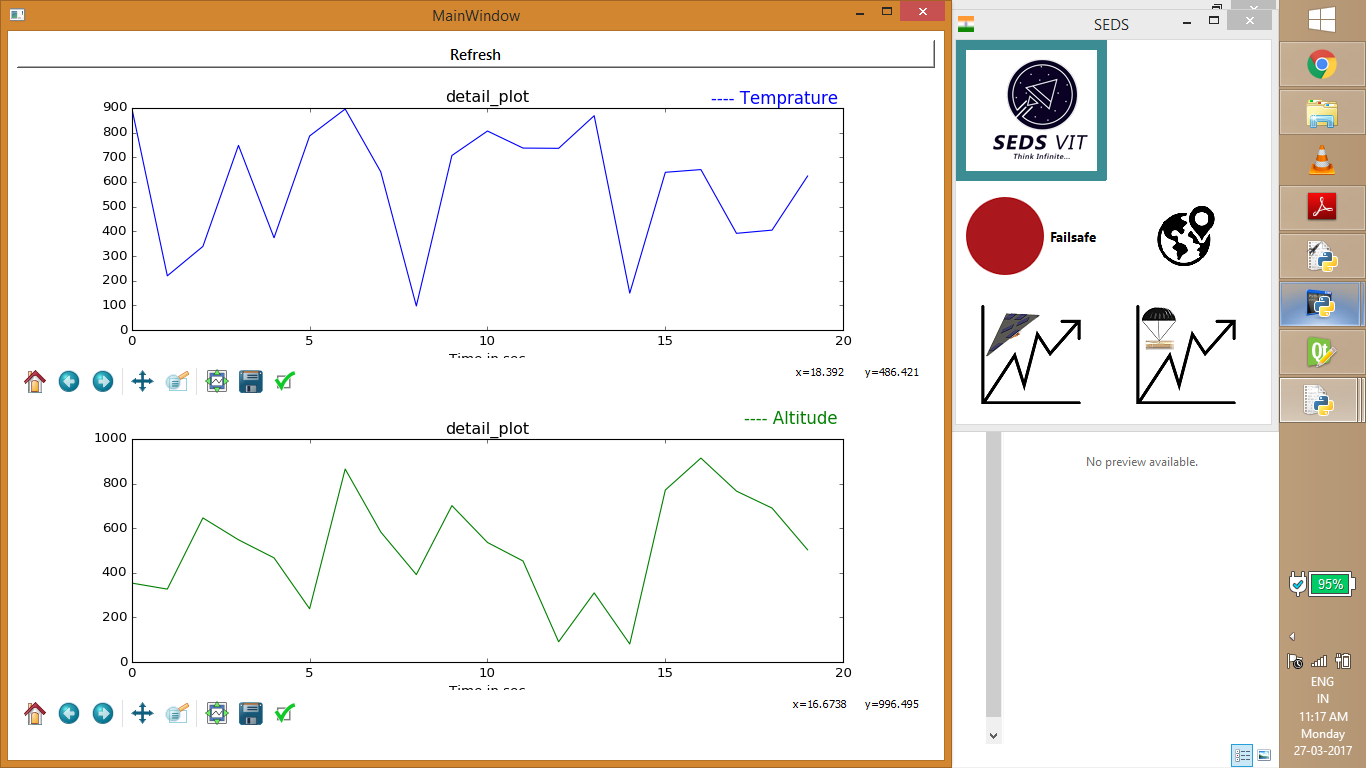 MainWindow
Refresh
detail_plot
---- Temprature
900
800
700
600
500
400
300
200
100
0
0 5 10 15 20
Time in sec
x=18.392 y=486.421
detail_plot
---- Altitude
1000
800
600
400
200
0
0 5 10 15 20
Time in sec
x=16.6738 y=996.495
SEDS
SEDS VIT
Think Infinite...
Failsafe
No preview available.
95%
ENG
IN
11:17 AM
Monday
27-03-2017